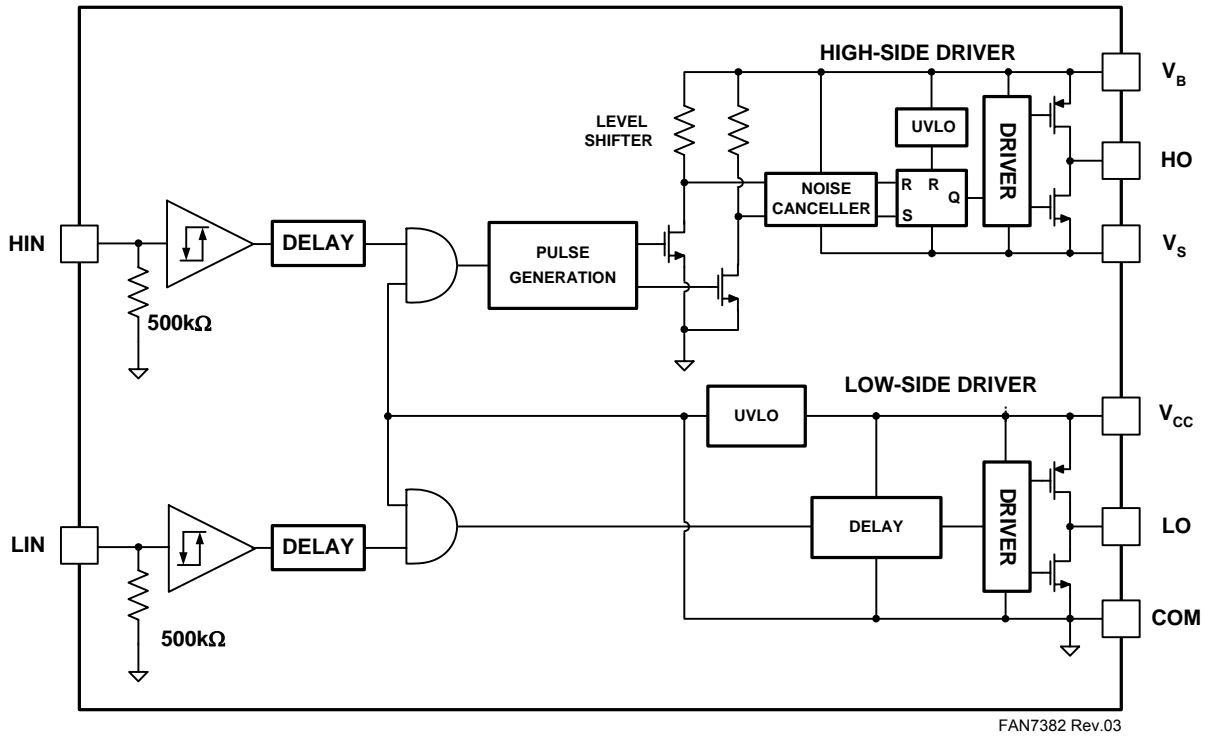 HIGH-SIDE DRIVER
V_B
LEVEL
SHIFTER
UVLO
DRIVER
HO
NOISE
CANCELLER
R
R
S
Q
HIN
DELAY
PULSE
GENERATION
V_S
500kΩ
LOW-SIDE DRIVER
UVLO
V_CC
LIN
DELAY
DELAY
DRIVER
LO
500kΩ
COM
FAN7382 Rev.03